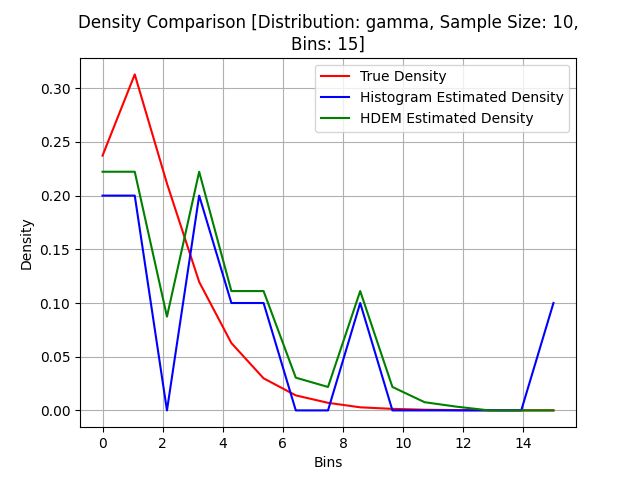 Density Comparison [Distribution: gamma, Sample Size: 10,
Bins: 15]
True Density
Histogram Estimated Density
HDEM Estimated Density
Density
0.30
0.25
0.20
0.15
0.10
0.05
0.00
0 2 4 6 8 10 12 14
Bins